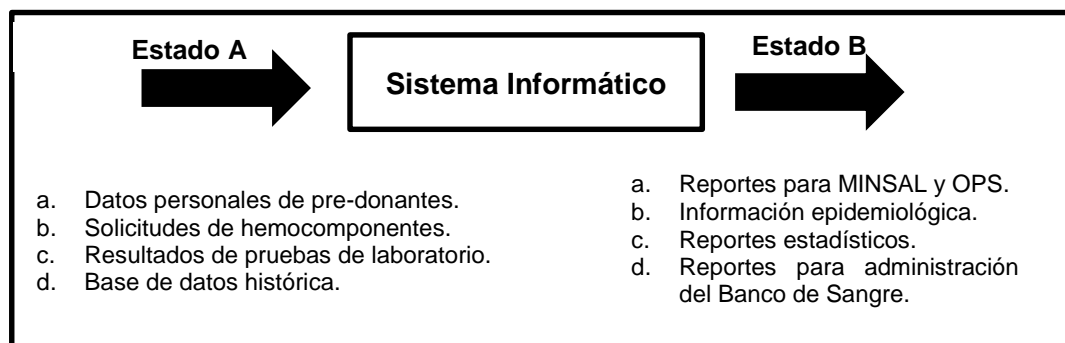 Estado A
Sistema Informático
Estado B
a. Datos personales de pre-donantes.
b. Solicitudes de hemocomponentes.
c. Resultados de pruebas de laboratorio.
d. Base de datos histórica.
a. Reportes para MINSAL y OPS.
b. Información epidemiológica.
c. Reportes estadísticos.
d. Reportes para administración
del Banco de Sangre.